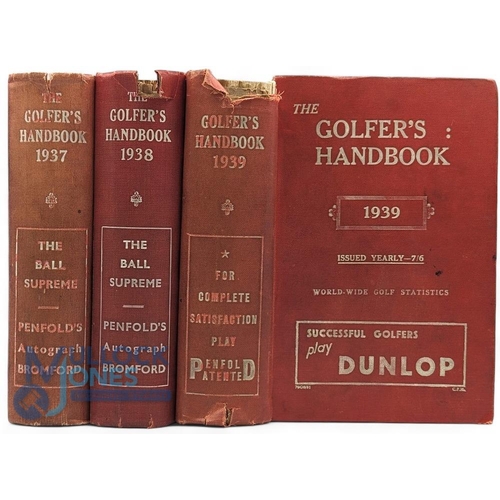 THE
GOLFER'S
HANDBOOK
1937
THE
BALL
SUPREME
PENFOLD'S
Autograph
BROMFORD
THE
GOLFER'S
HANDBOOK
1938
THE
BALL
SUPREME
PENFOLD'S
Autograph
BROMFORD
GOLFER'S
HANDBOOK
1939
FOR
COMPLETE
SATISFACTION
PLAY
PENFOLD
PATENTED
THE
GOLFER'S :
HANDBOOK
1939
ISSUED YEARLY—7/6
WORLD-WIDE GOLF STATISTICS
SUCCESSFUL GOLFERS
play
DUNLOP
JONES